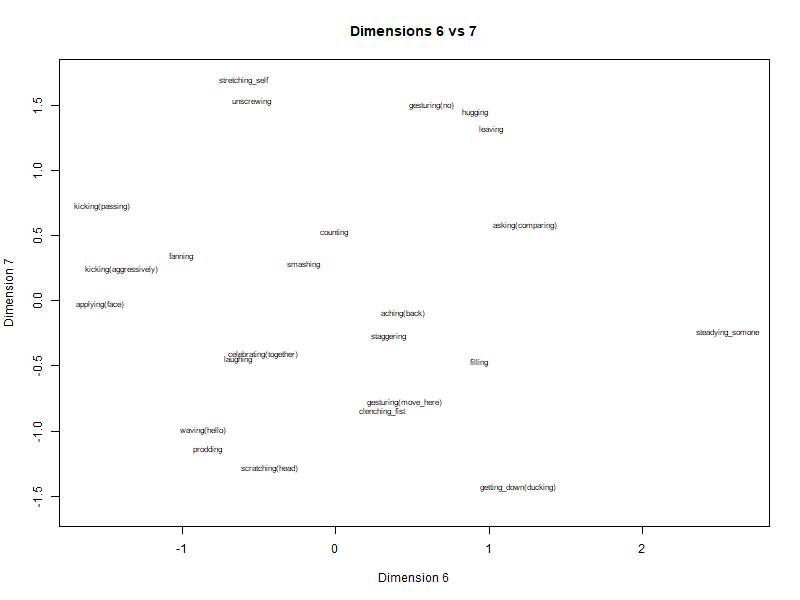 Dimensions 6 vs 7
stretching_self
unscrewing
gesturing(no)
hugging
leaving
kicking(passing)
asking(comparing)
counting
fanning
smashing
kicking(aggressively)
applying(face)
aching(back)
staggering
steadying_somone
celebrating(together)
laughing
filling
gesturing(move_here)
clenching_fist
waving(hello)
prodding
scratching(head)
getting_down(ducking)
1.5
1.0
0.5
0.0
-0.5
-1.0
-1.5
Dimension 7
-1 0 1 2
Dimension 6